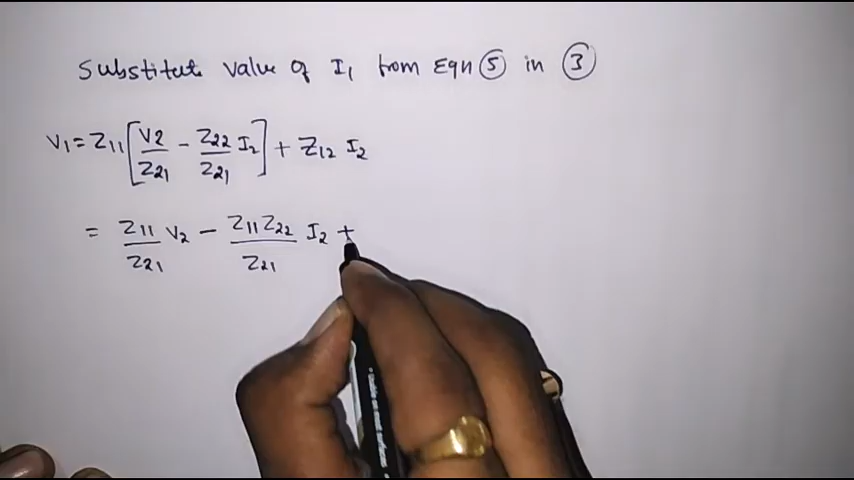 Substitute value of I1 from Eqn ⑤ in ③
V1 = Z11 [V2/Z21 - Z22/Z21 I2] + Z12 I2
= Z11/Z21 V2 - Z11Z22/Z21 I2 +